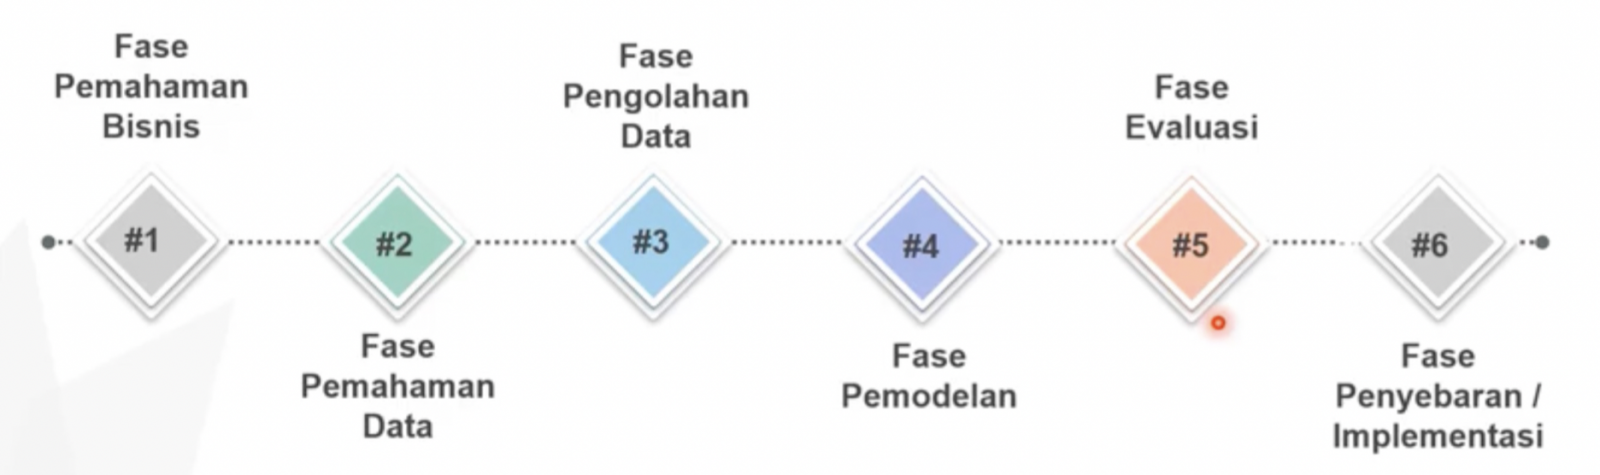 Fase
Pemahaman
Bisnis
#1
#2
Fase
Pemahaman
Data
Fase
Pengolahan
Data
#3
#4
Fase
Pemodelan
Fase
Evaluasi
#5
#6
Fase
Penyebaran /
Implementasi